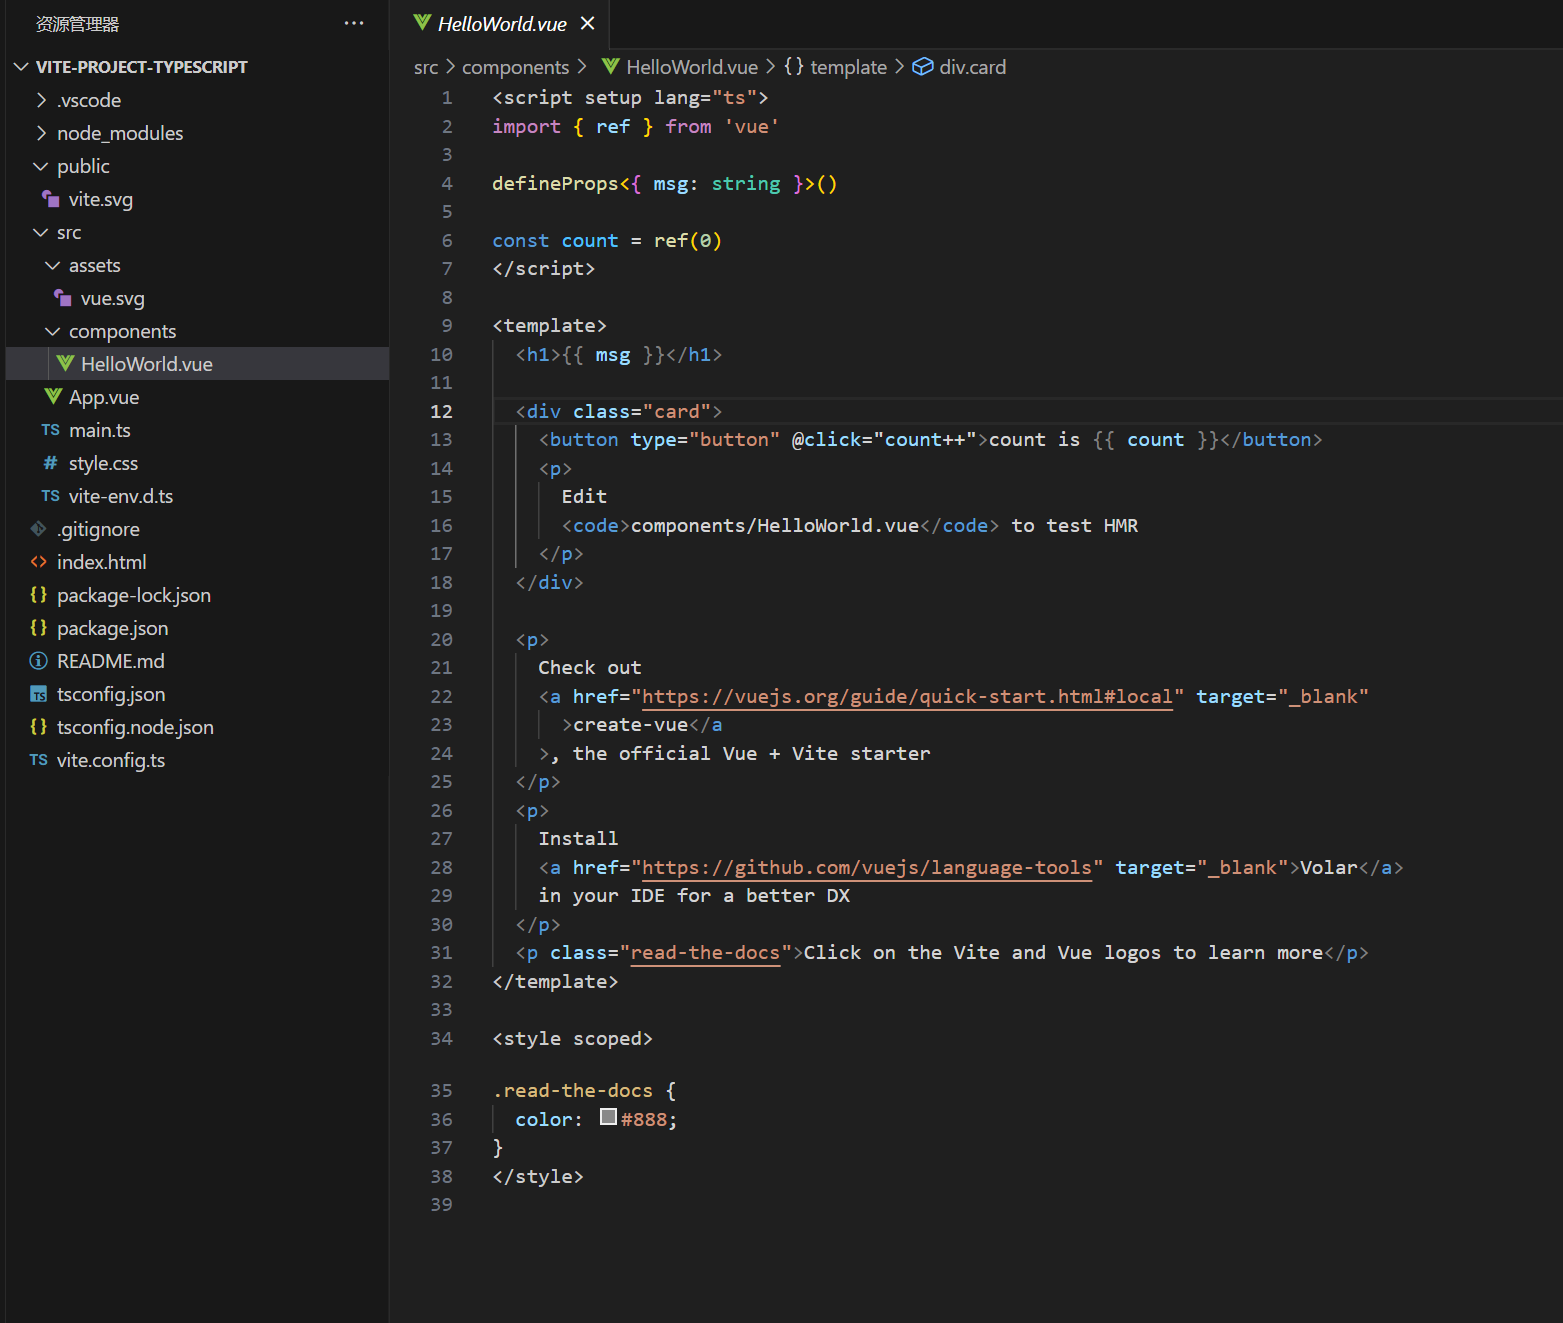 资源管理器 ···
VITE-PROJECT-TYPESCRIPT
.vscode
node_modules
public
vite.svg
src
assets
vue.svg
components
HelloWorld.vue
App.vue
TS main.ts
# style.css
TS vite-env.d.ts
.gitignore
<> index.html
{} package-lock.json
{} package.json
README.md
TS tsconfig.json
{} tsconfig.node.json
TS vite.config.ts
HelloWorld.vue ×
src > components > HelloWorld.vue > {} template > div.card
1 <script setup lang="ts">
2 import { ref } from 'vue'
3
4 defineProps<{ msg: string }>()
5
6 const count = ref(0)
7 </script>
8
9 <template>
10   <h1>{{ msg }}</h1>
11
12   <div class="card">
13     <button type="button" @click="count++">count is {{ count }}</button>
14     <p>
15       Edit
16       <code>components/HelloWorld.vue</code> to test HMR
17     </p>
18   </div>
19
20   <p>
21     Check out
22     <a href="https://vuejs.org/guide/quick-start.html#local" target="_blank"
23       >create-vue</a
24     >, the official Vue + Vite starter
25   </p>
26   <p>
27     Install
28     <a href="https://github.com/vuejs/language-tools" target="_blank">Volar</a>
29     in your IDE for a better DX
30   </p>
31   <p class="read-the-docs">Click on the Vite and Vue logos to learn more</p>
32 </template>
33
34 <style scoped>
35 .read-the-docs {
36   color: #888;
37 }
38 </style>
39